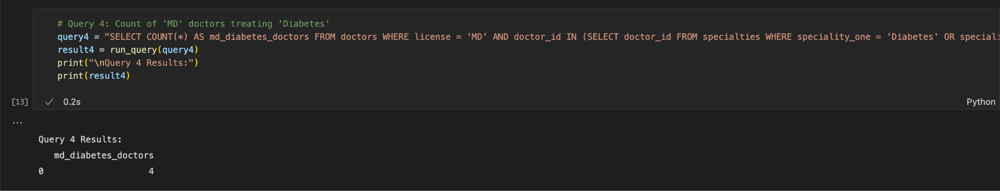 # Query 4: Count of 'MD' doctors treating 'Diabetes'
query4 = "SELECT COUNT(*) AS md_diabetes_doctors FROM doctors WHERE license = 'MD' AND doctor_id IN (SELECT doctor_id FROM specialties WHERE speciality_one = 'Diabetes' OR speciali
result4 = run_query(query4)
print("\nQuery 4 Results:")
print(result4)
[13] ✓ 0.2s Python
...
Query 4 Results:
md_diabetes_doctors
0 4